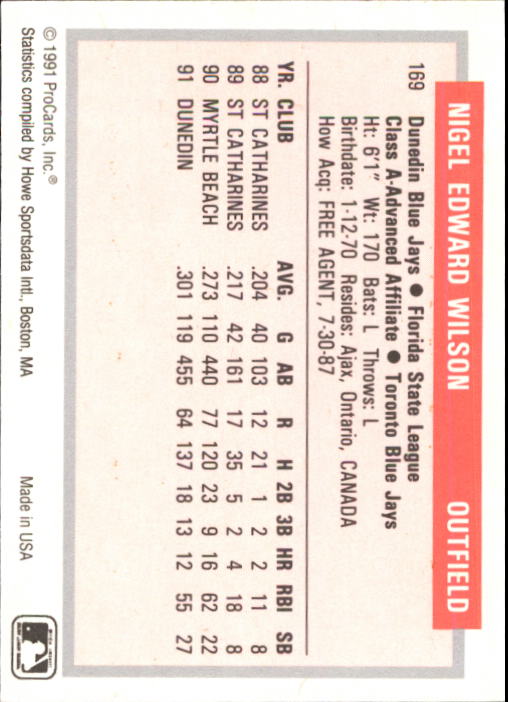 NIGEL EDWARD WILSON OUTFIELD
169 Dunedin Blue Jays ● Florida State League
Class A-Advanced Affiliate ● Toronto Blue Jays
Ht: 6'1" Wt: 170 Bats: L Throws: L
Birthdate: 1-12-70 Resides: Ajax, Ontario, CANADA
How Acq: FREE AGENT, 7-30-87
YR. CLUB AVG. G AB R H 2B 3B HR RBI SB
88 ST CATHARINES .204 40 103 12 21 1 2 2 11 8
89 ST CATHARINES .217 42 161 17 35 5 2 4 18 8
90 MYRTLE BEACH .273 110 440 77 120 23 9 16 62 22
91 DUNEDIN .301 119 455 64 137 18 13 12 55 27
© 1991 ProCards, Inc.®
Statistics compiled by Howe Sportsdata Intl., Boston, MA Made in USA